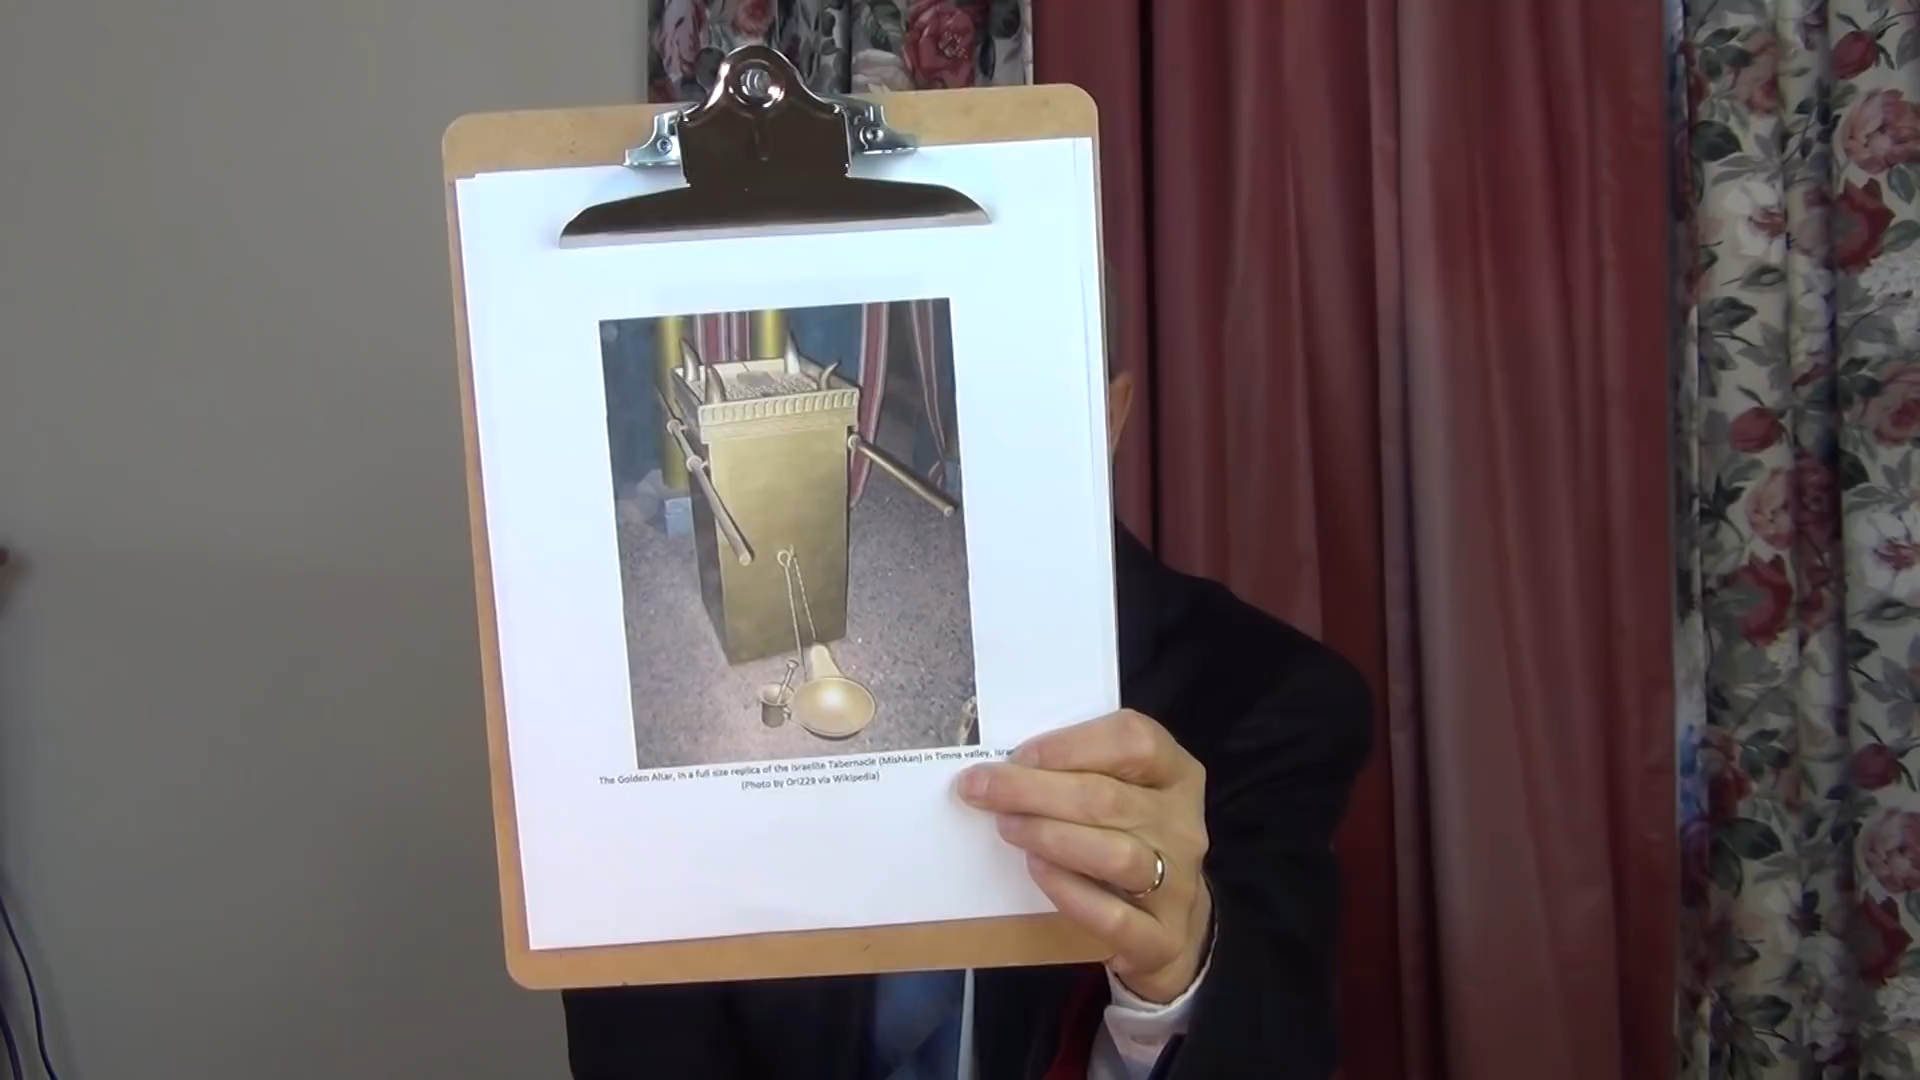 The Golden Altar, in a full size replica of the Israelite Tabernacle (Mishkan) in Timna valley,
(Photo by Ori229 via Wikipedia)